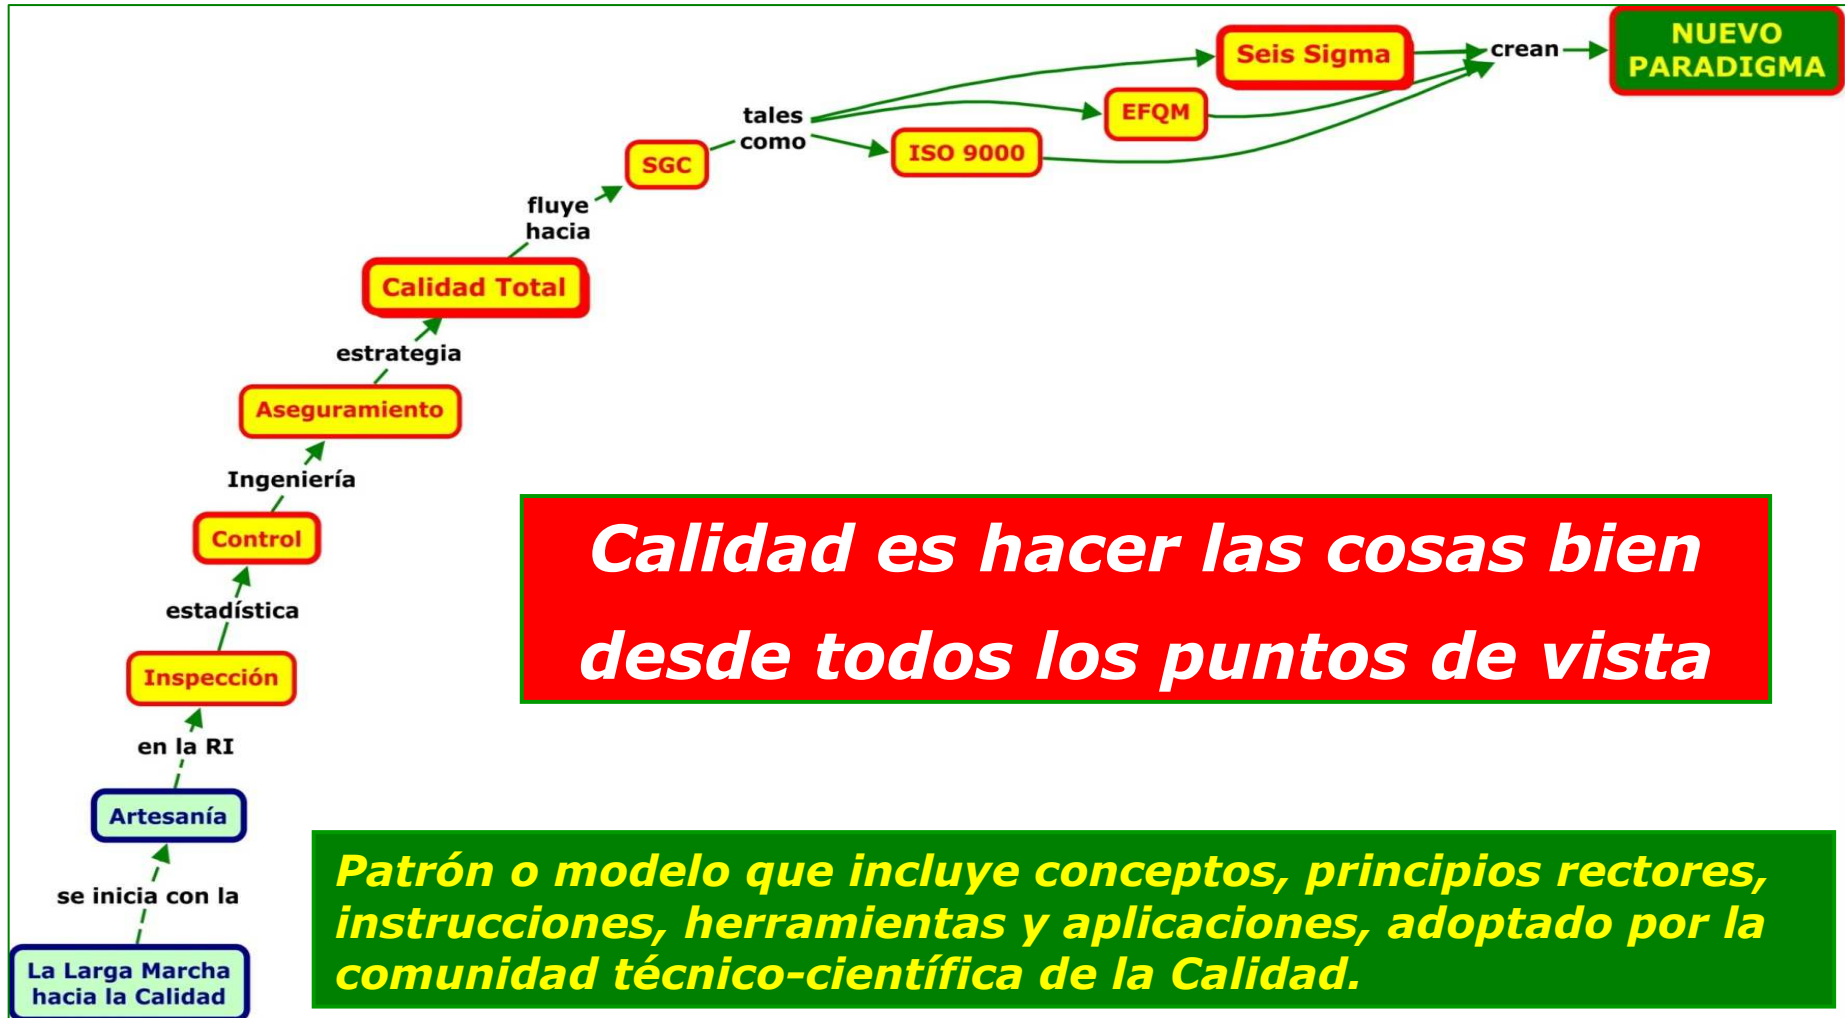 NUEVO
PARADIGMA
crean
Seis Sigma
EFQM
ISO 9000
tales
como
SGC
fluye
hacia
Calidad Total
estrategia
Aseguramiento
Ingeniería
Control
estadística
Inspección
en la RI
Artesanía
se inicia con la
La Larga Marcha
hacia la Calidad
Calidad es hacer las cosas bien
desde todos los puntos de vista
Patrón o modelo que incluye conceptos, principios rectores,
instrucciones, herramientas y aplicaciones, adoptado por la
comunidad técnico-científica de la Calidad.